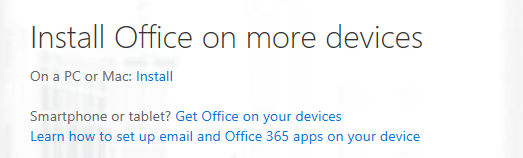 Install Office on more devices
On a PC or Mac: Install
Smartphone or tablet? Get Office on your devices
Learn how to set up email and Office 365 apps on your device